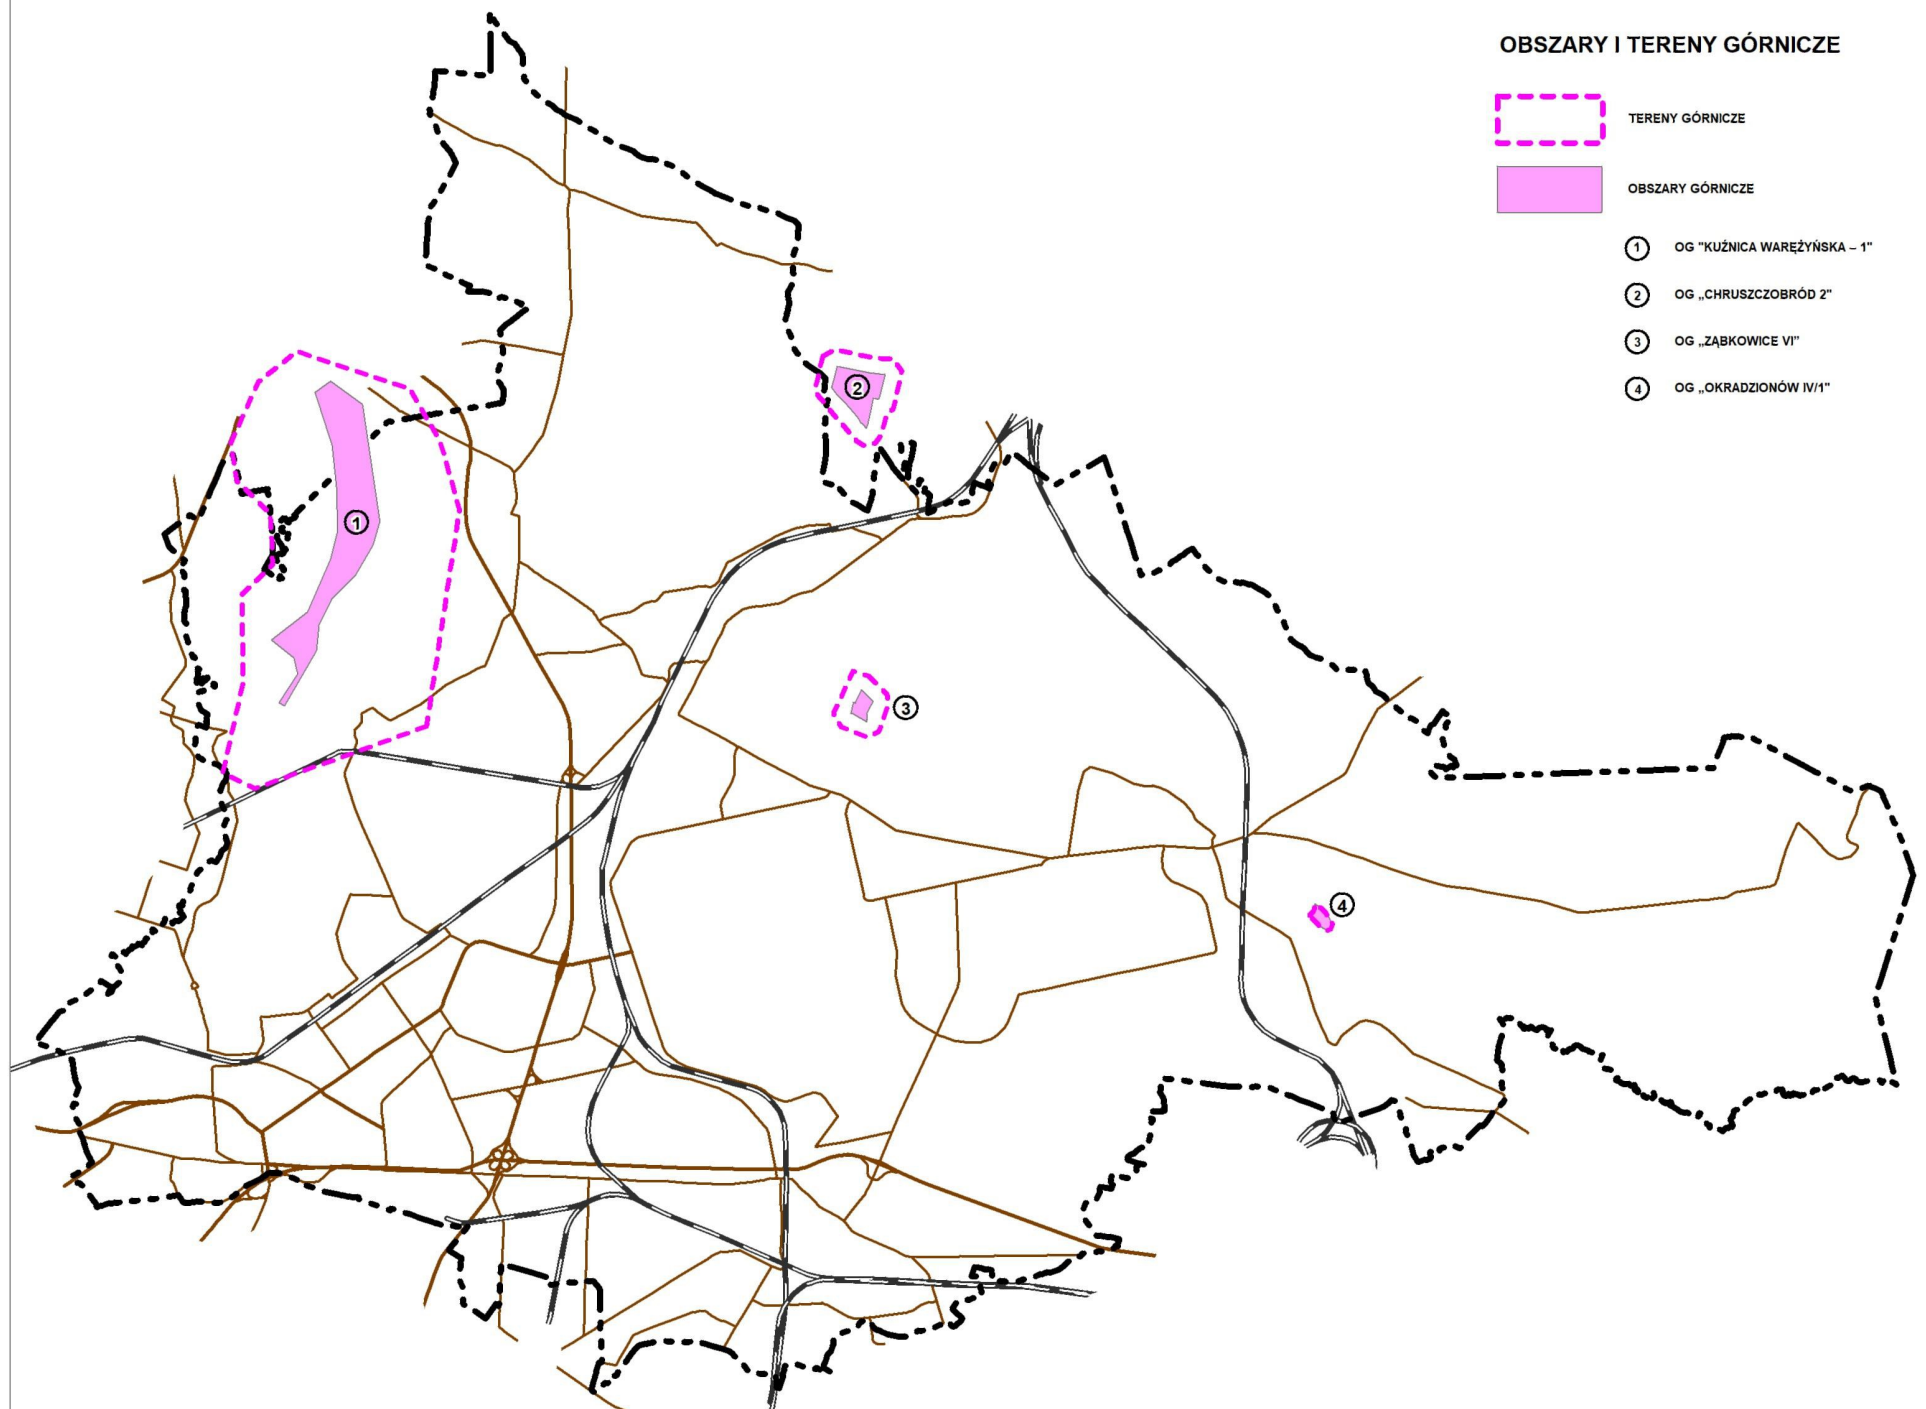 OBSZARY I TERENY GÓRNICZE
TERENY GÓRNICZE
OBSZARY GÓRNICZE
1 OG "KUŹNICA WARĘŻYŃSKA – 1"
2 OG „CHRUSZCZOBRÓD 2"
3 OG „ZĄBKOWICE VI"
4 OG „OKRADZIONÓW IV/1"
2
1
3
4